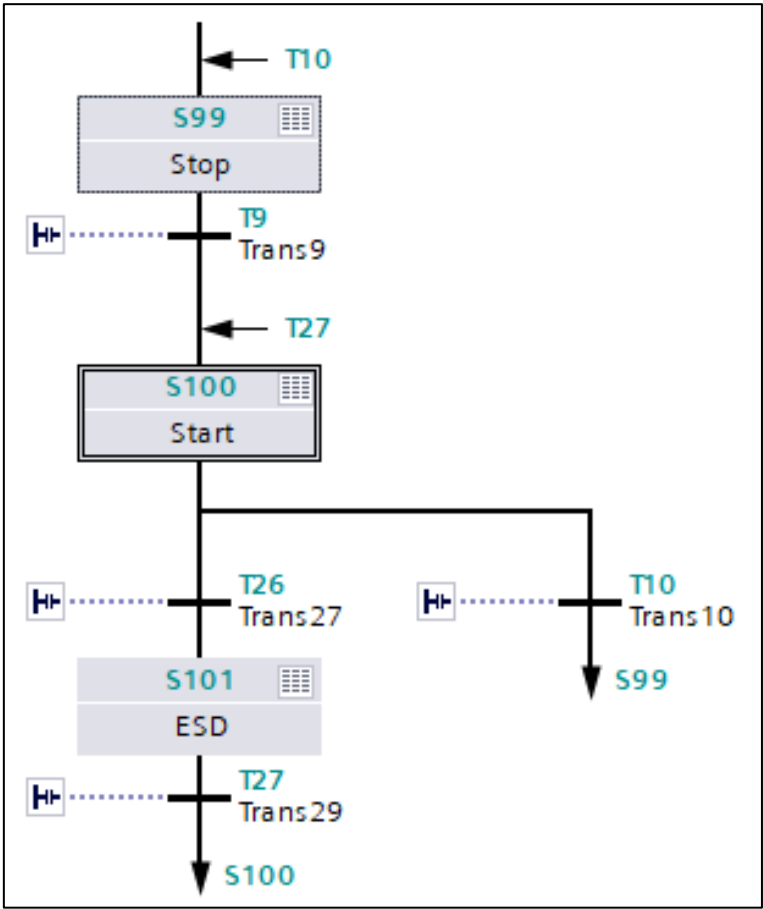 T10
S99
Stop
T9
Trans9
T27
S100
Start
T26
Trans27
T10
Trans10
S101
ESD
S99
T27
Trans29
S100